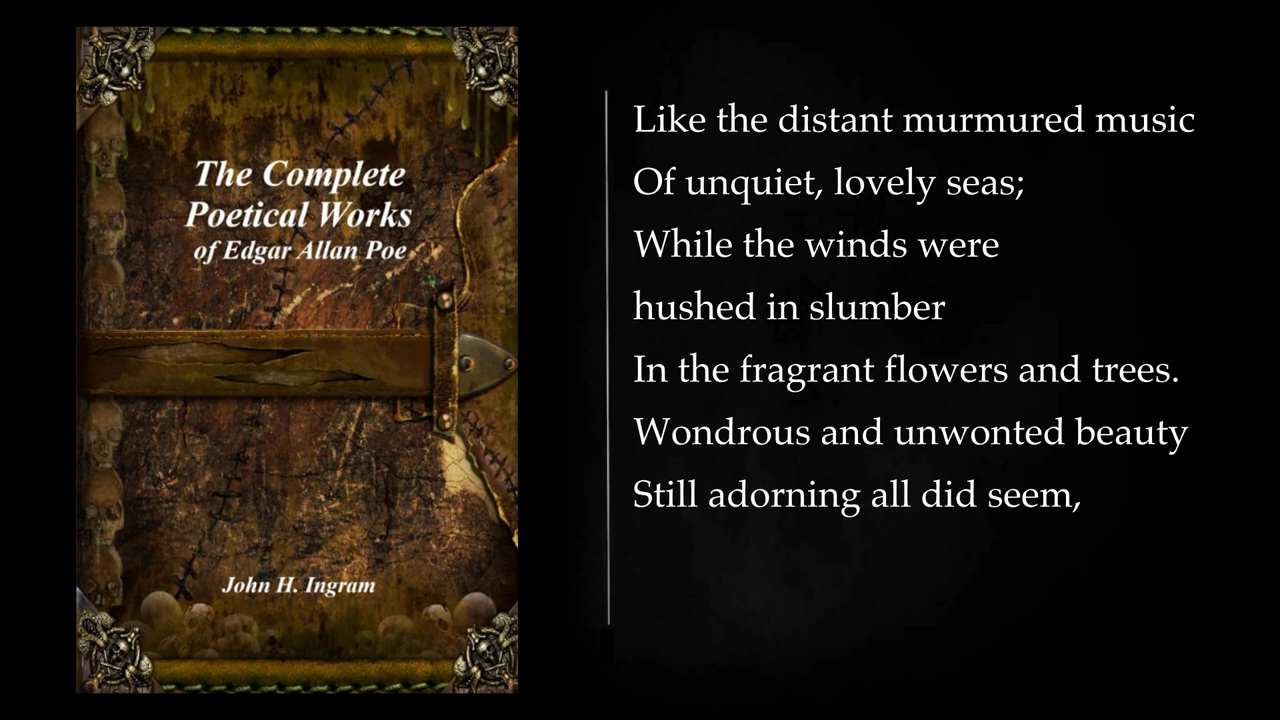 The Complete
Poetical Works
of Edgar Allan Poe
John H. Ingram
Like the distant murmured music
Of unquiet, lovely seas;
While the winds were
hushed in slumber
In the fragrant flowers and trees.
Wondrous and unwonted beauty
Still adorning all did seem,